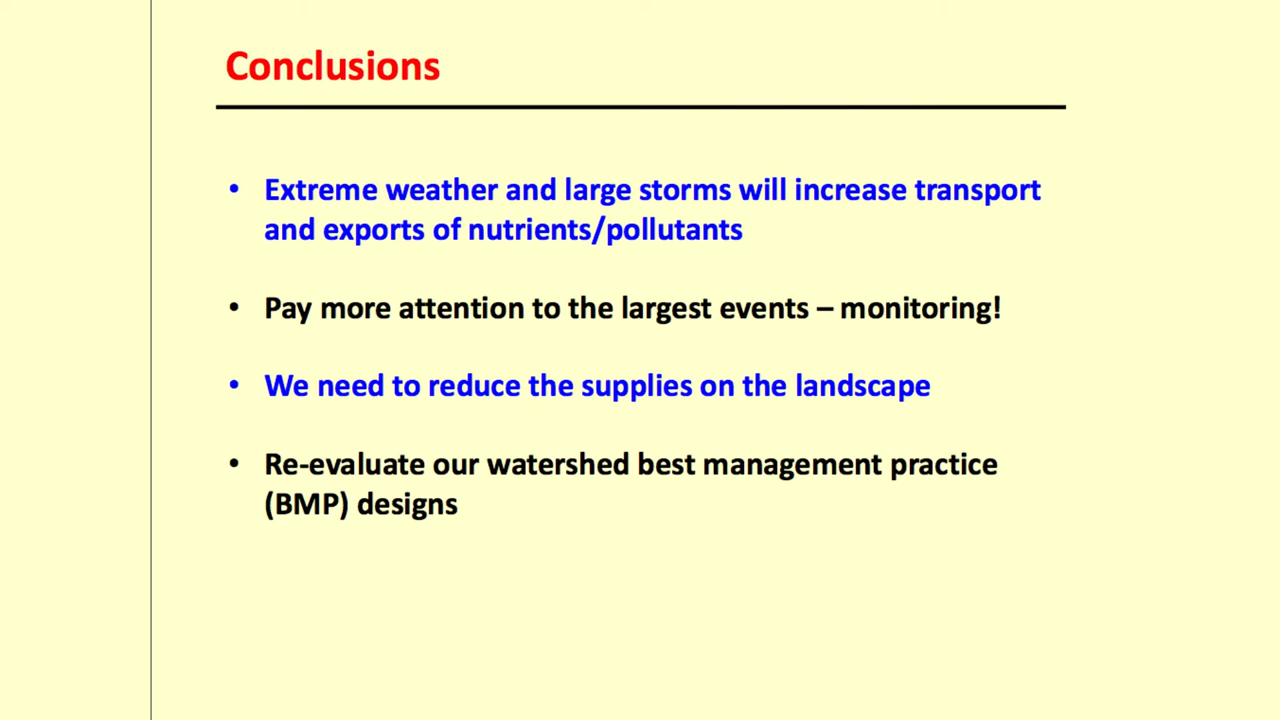 Conclusions
• Extreme weather and large storms will increase transport
and exports of nutrients/pollutants
• Pay more attention to the largest events – monitoring!
• We need to reduce the supplies on the landscape
• Re-evaluate our watershed best management practice
(BMP) designs